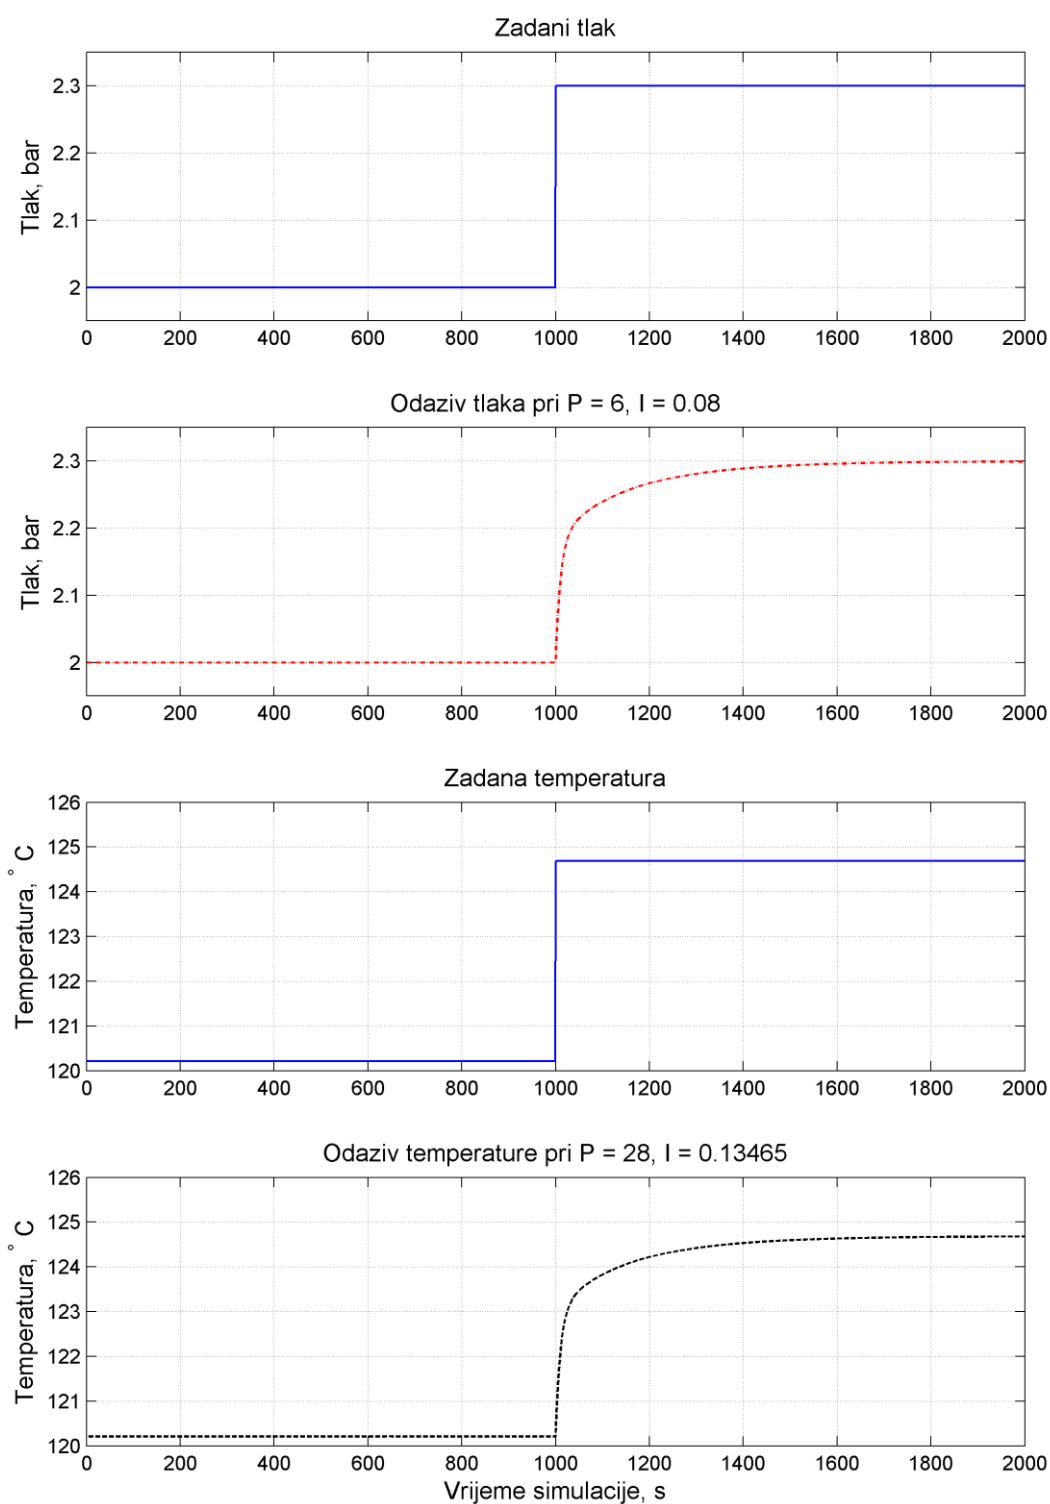 Zadani tlak
Tlak, bar
2.3
2.2
2.1
2
0 200 400 600 800 1000 1200 1400 1600 1800 2000
Odaziv tlaka pri P = 6, I = 0.08
Tlak, bar
2.3
2.2
2.1
2
0 200 400 600 800 1000 1200 1400 1600 1800 2000
Zadana temperatura
Temperatura, ° C
126
125
124
123
122
121
120
0 200 400 600 800 1000 1200 1400 1600 1800 2000
Odaziv temperature pri P = 28, I = 0.13465
Temperatura, ° C
126
125
124
123
122
121
120
0 200 400 600 800 1000 1200 1400 1600 1800 2000
Vrijeme simulacije, s